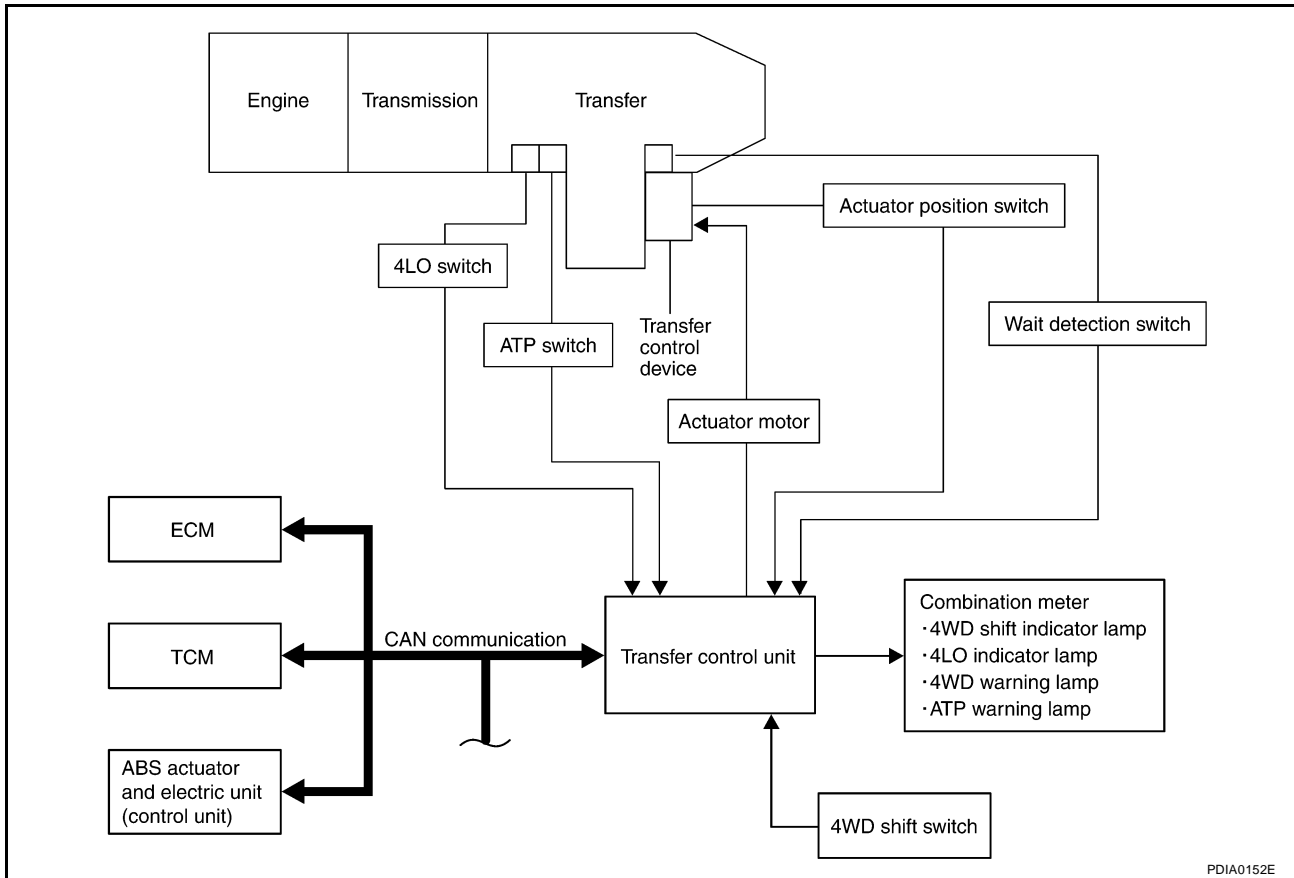 Engine
Transmission
Transfer
Actuator position switch
4LO switch
Wait detection switch
ATP switch
Transfer
control
device
Actuator motor
ECM
CAN communication
TCM
Transfer control unit
Combination meter
·4WD shift indicator lamp
·4LO indicator lamp
·4WD warning lamp
·ATP warning lamp
ABS actuator
and electric unit
(control unit)
4WD shift switch
PDIA0152E